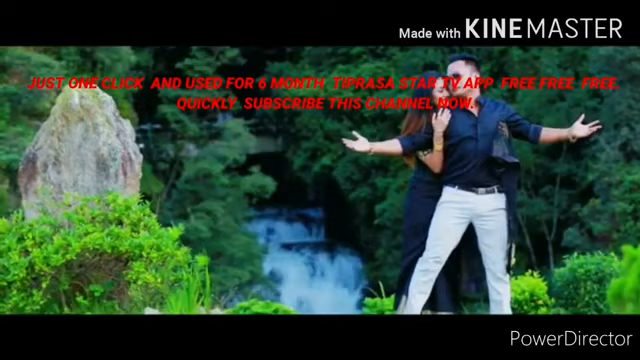 Made with KINEMASTER
JUST ONE CLICK AND USED FOR 6 MONTH TIPRASA STAR TV APP FREE FREE FREE.
QUICKLY SUBSCRIBE THIS CHANNEL NOW.
PowerDirector